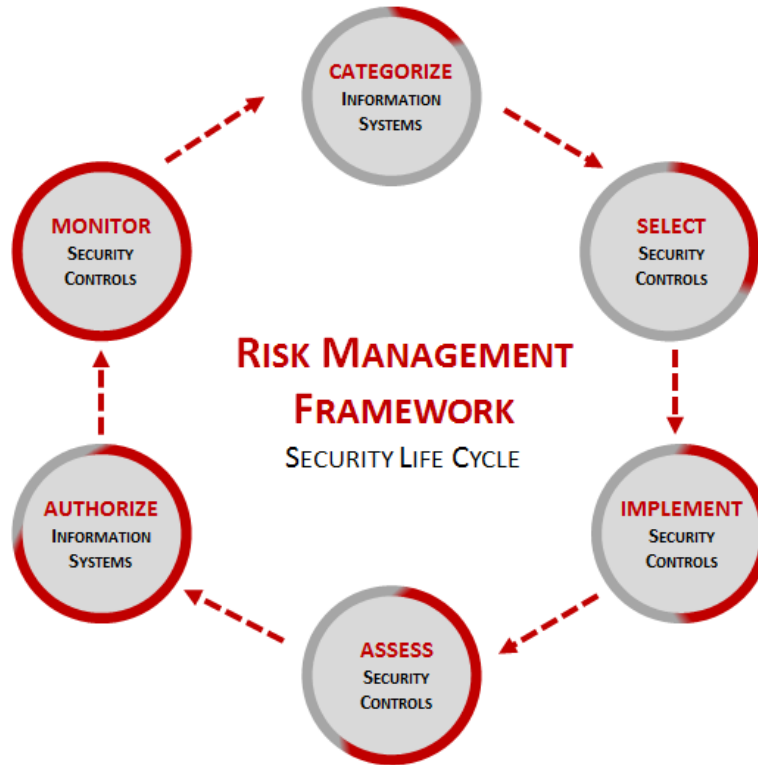 CATEGORIZE
INFORMATION
SYSTEMS
SELECT
SECURITY
CONTROLS
IMPLEMENT
SECURITY
CONTROLS
ASSESS
SECURITY
CONTROLS
AUTHORIZE
INFORMATION
SYSTEMS
MONITOR
SECURITY
CONTROLS
RISK MANAGEMENT
FRAMEWORK
SECURITY LIFE CYCLE